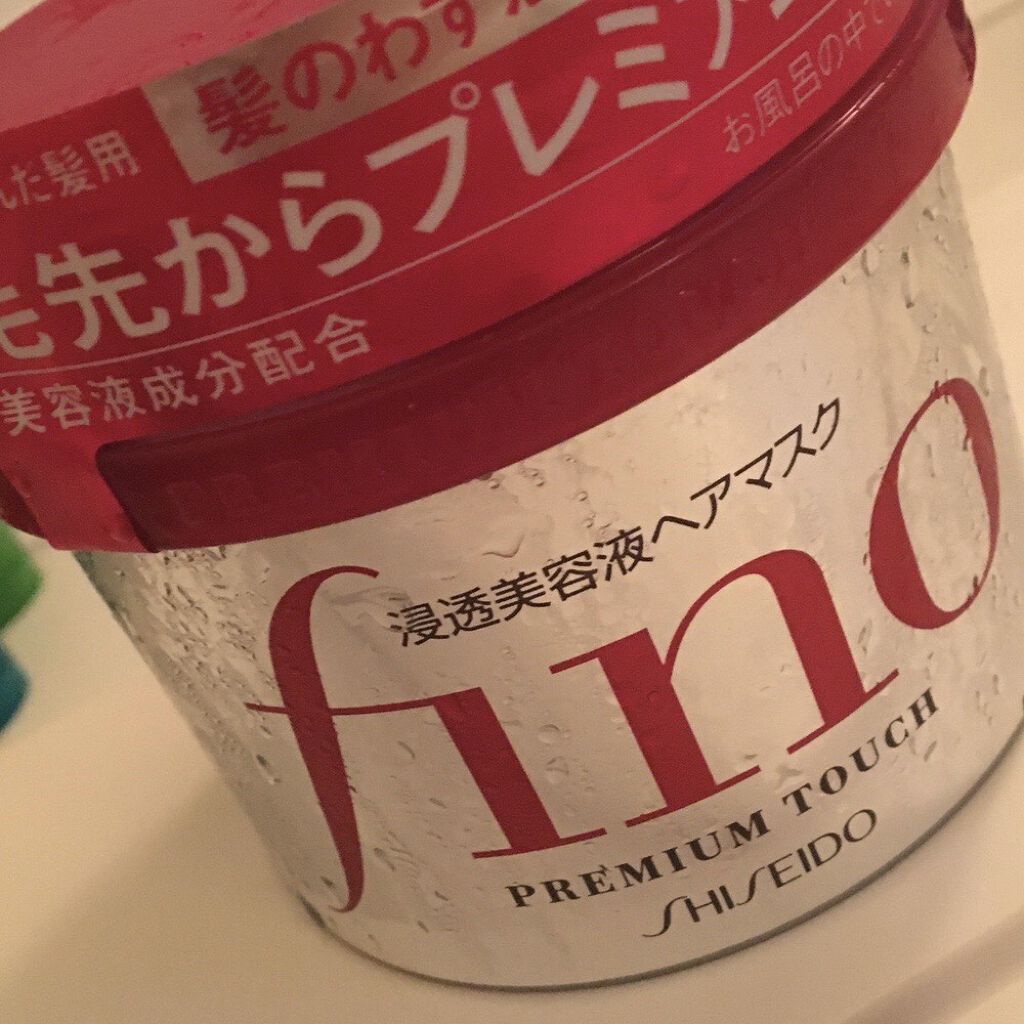 髪のわず
た髪用
先からプレミア
お風呂の中で
美容液成分配合
浸透美容液ヘアマスク
fino
PREMIUM TOUCH
SHISEIDO